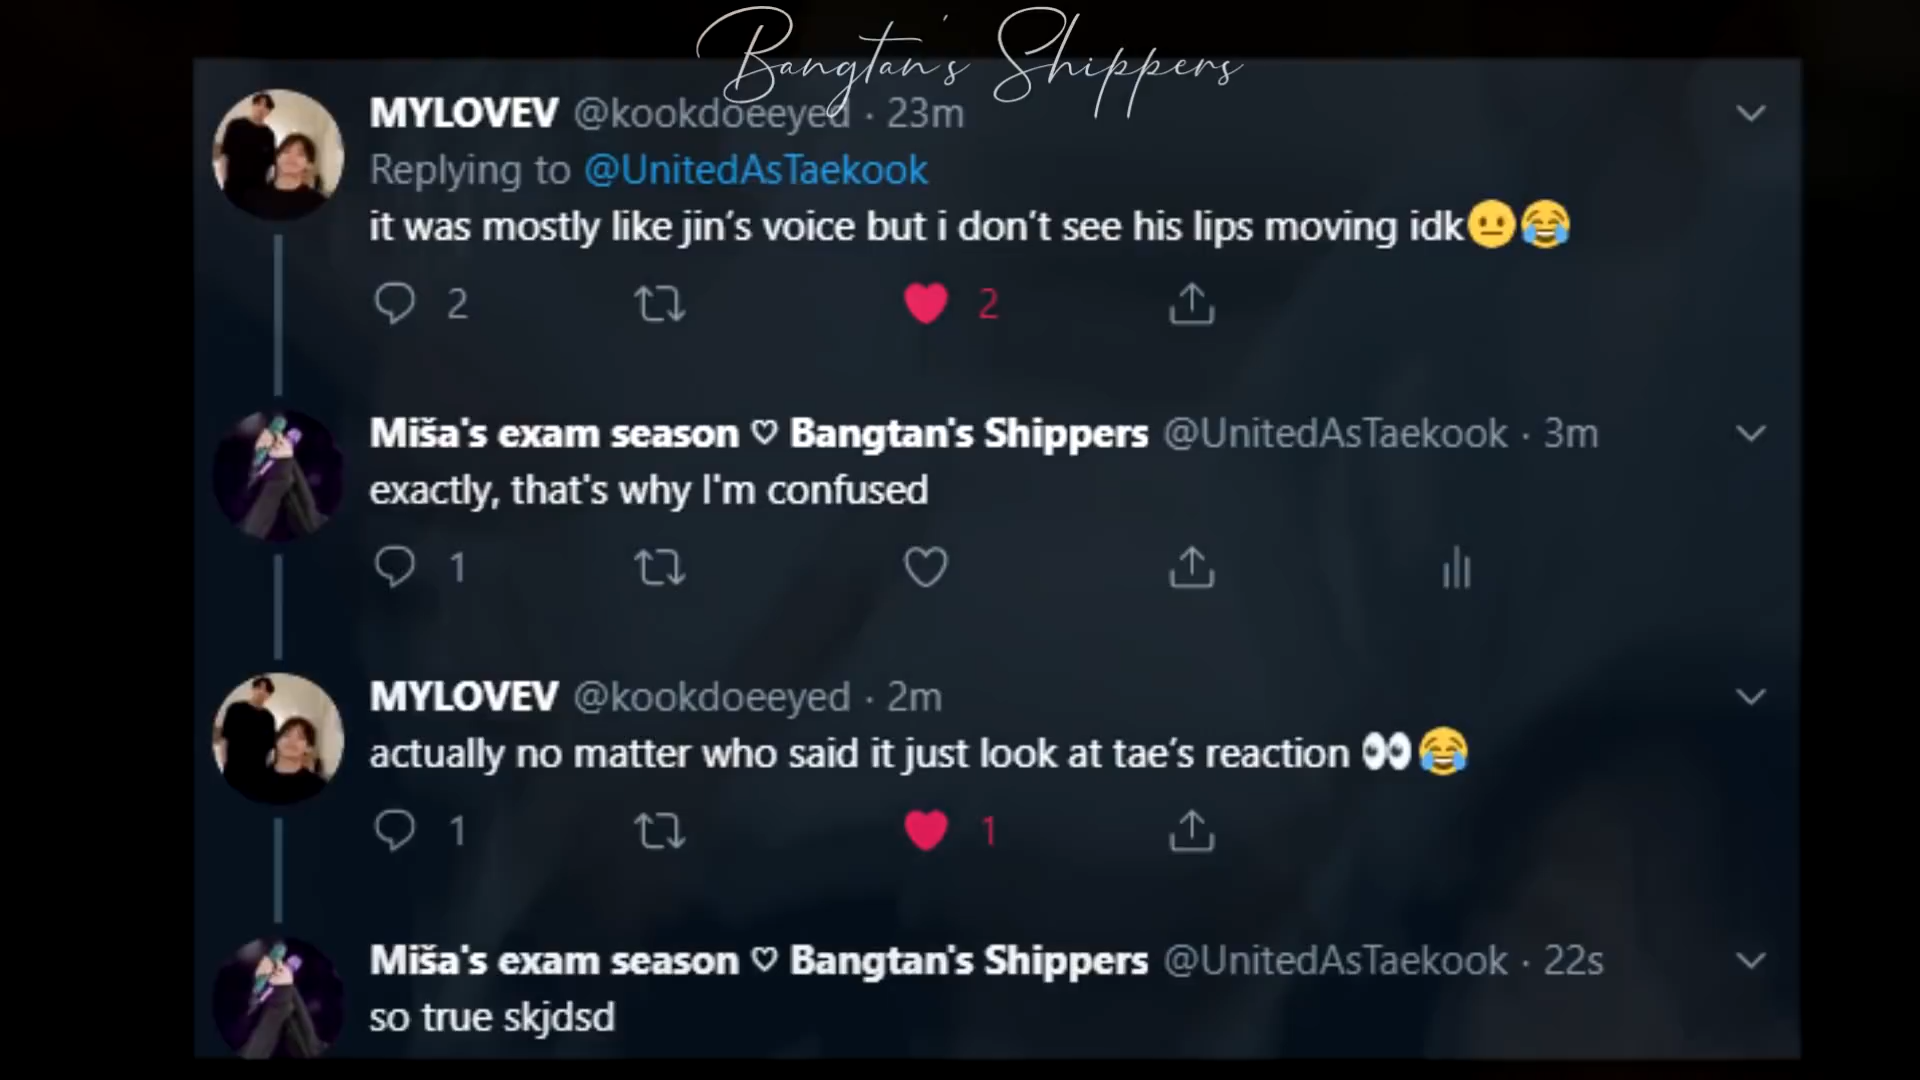 Bangtan's Shippers
MYLOVEV @kookdoeeyed · 23m
Replying to @UnitedAsTaekook
it was mostly like jin’s voice but i don’t see his lips moving idk😐😂
2 2
Miša's exam season ♡ Bangtan's Shippers @UnitedAsTaekook · 3m
exactly, that's why I'm confused
1
MYLOVEV @kookdoeeyed · 2m
actually no matter who said it just look at tae’s reaction 👀😂
1 1
Miša's exam season ♡ Bangtan's Shippers @UnitedAsTaekook · 22s
so true skjdsd